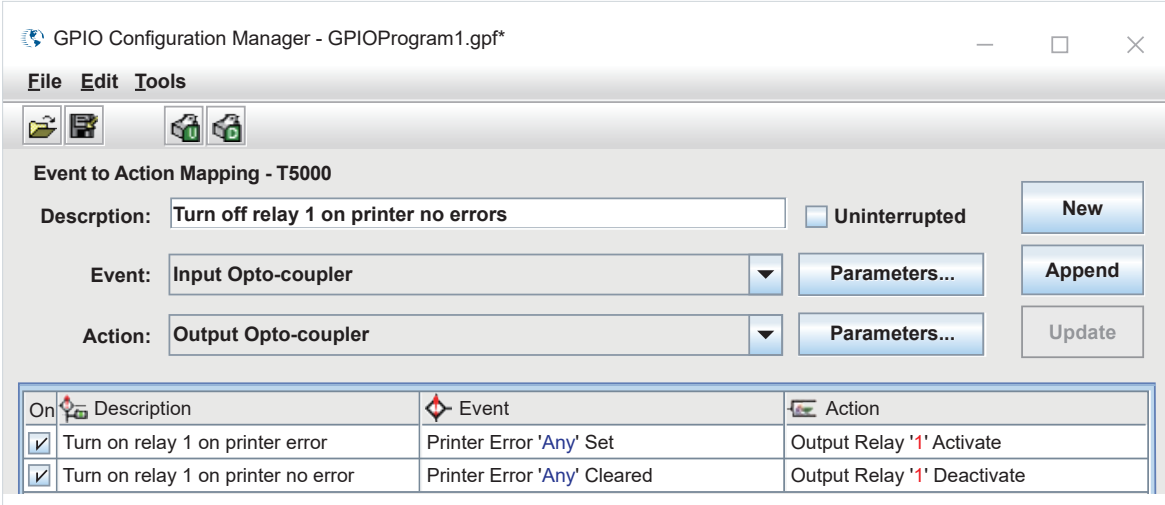 GPIO Configuration Manager - GPIOProgram1.gpf*
File Edit Tools
U D
Event to Action Mapping - T5000
Descrption: Turn off relay 1 on printer no errors Uninterrupted New
Event: Input Opto-coupler Parameters... Append
Action: Output Opto-coupler Parameters... Update
On Description Event Action
Turn on relay 1 on printer error Printer Error 'Any' Set Output Relay '1' Activate
Turn on relay 1 on printer no error Printer Error 'Any' Cleared Output Relay '1' Deactivate